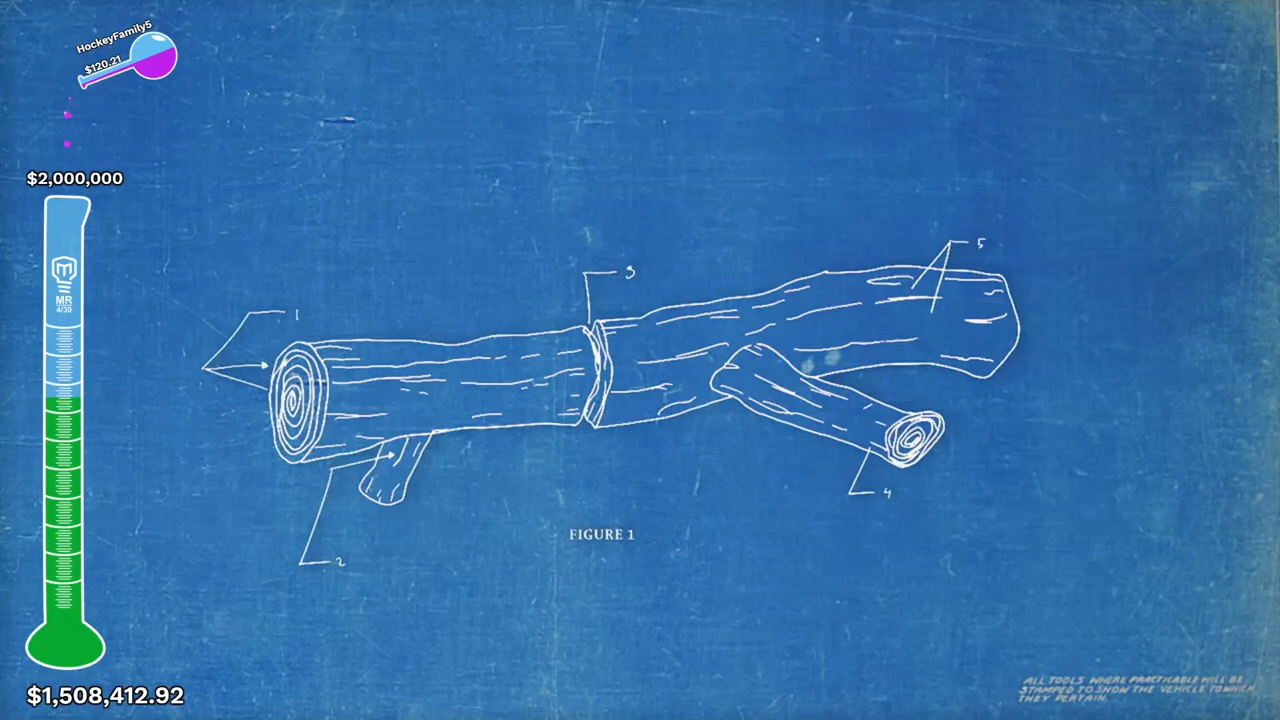 HockeyFamily5
$120.21
$2,000,000
MR
4/30
1
2
3
4
5
FIGURE 1
$1,508,412.92
ALL TOOLS WHERE PRACTICABLE WILL BE
STAMPED TO SHOW THE VEHICLE TO WHICH
THEY PERTAIN.